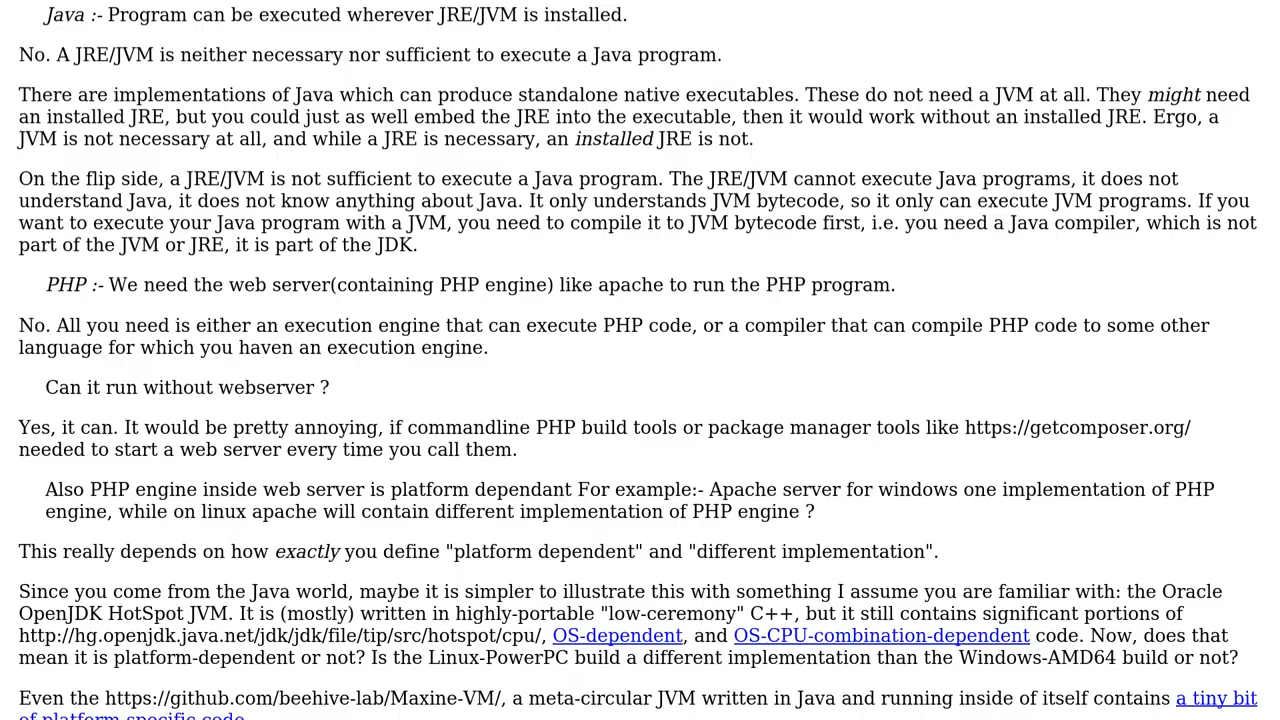 Java :- Program can be executed wherever JRE/JVM is installed.
No. A JRE/JVM is neither necessary nor sufficient to execute a Java program.
There are implementations of Java which can produce standalone native executables. These do not need a JVM at all. They might need
an installed JRE, but you could just as well embed the JRE into the executable, then it would work without an installed JRE. Ergo, a
JVM is not necessary at all, and while a JRE is necessary, an installed JRE is not.
On the flip side, a JRE/JVM is not sufficient to execute a Java program. The JRE/JVM cannot execute Java programs, it does not
understand Java, it does not know anything about Java. It only understands JVM bytecode, so it only can execute JVM programs. If you
want to execute your Java program with a JVM, you need to compile it to JVM bytecode first, i.e. you need a Java compiler, which is not
part of the JVM or JRE, it is part of the JDK.
PHP :- We need the web server(containing PHP engine) like apache to run the PHP program.
No. All you need is either an execution engine that can execute PHP code, or a compiler that can compile PHP code to some other
language for which you haven an execution engine.
Can it run without webserver ?
Yes, it can. It would be pretty annoying, if commandline PHP build tools or package manager tools like https://getcomposer.org/
needed to start a web server every time you call them.
Also PHP engine inside web server is platform dependant For example:- Apache server for windows one implementation of PHP
engine, while on linux apache will contain different implementation of PHP engine ?
This really depends on how exactly you define "platform dependent" and "different implementation".
Since you come from the Java world, maybe it is simpler to illustrate this with something I assume you are familiar with: the Oracle
OpenJDK HotSpot JVM. It is (mostly) written in highly-portable "low-ceremony" C++, but it still contains significant portions of
http://hg.openjdk.java.net/jdk/jdk/file/tip/src/hotspot/cpu/, OS-dependent, and OS-CPU-combination-dependent code. Now, does that
mean it is platform-dependent or not? Is the Linux-PowerPC build a different implementation than the Windows-AMD64 build or not?
Even the https://github.com/beehive-lab/Maxine-VM/, a meta-circular JVM written in Java and running inside of itself contains a tiny bit
of platform specific code